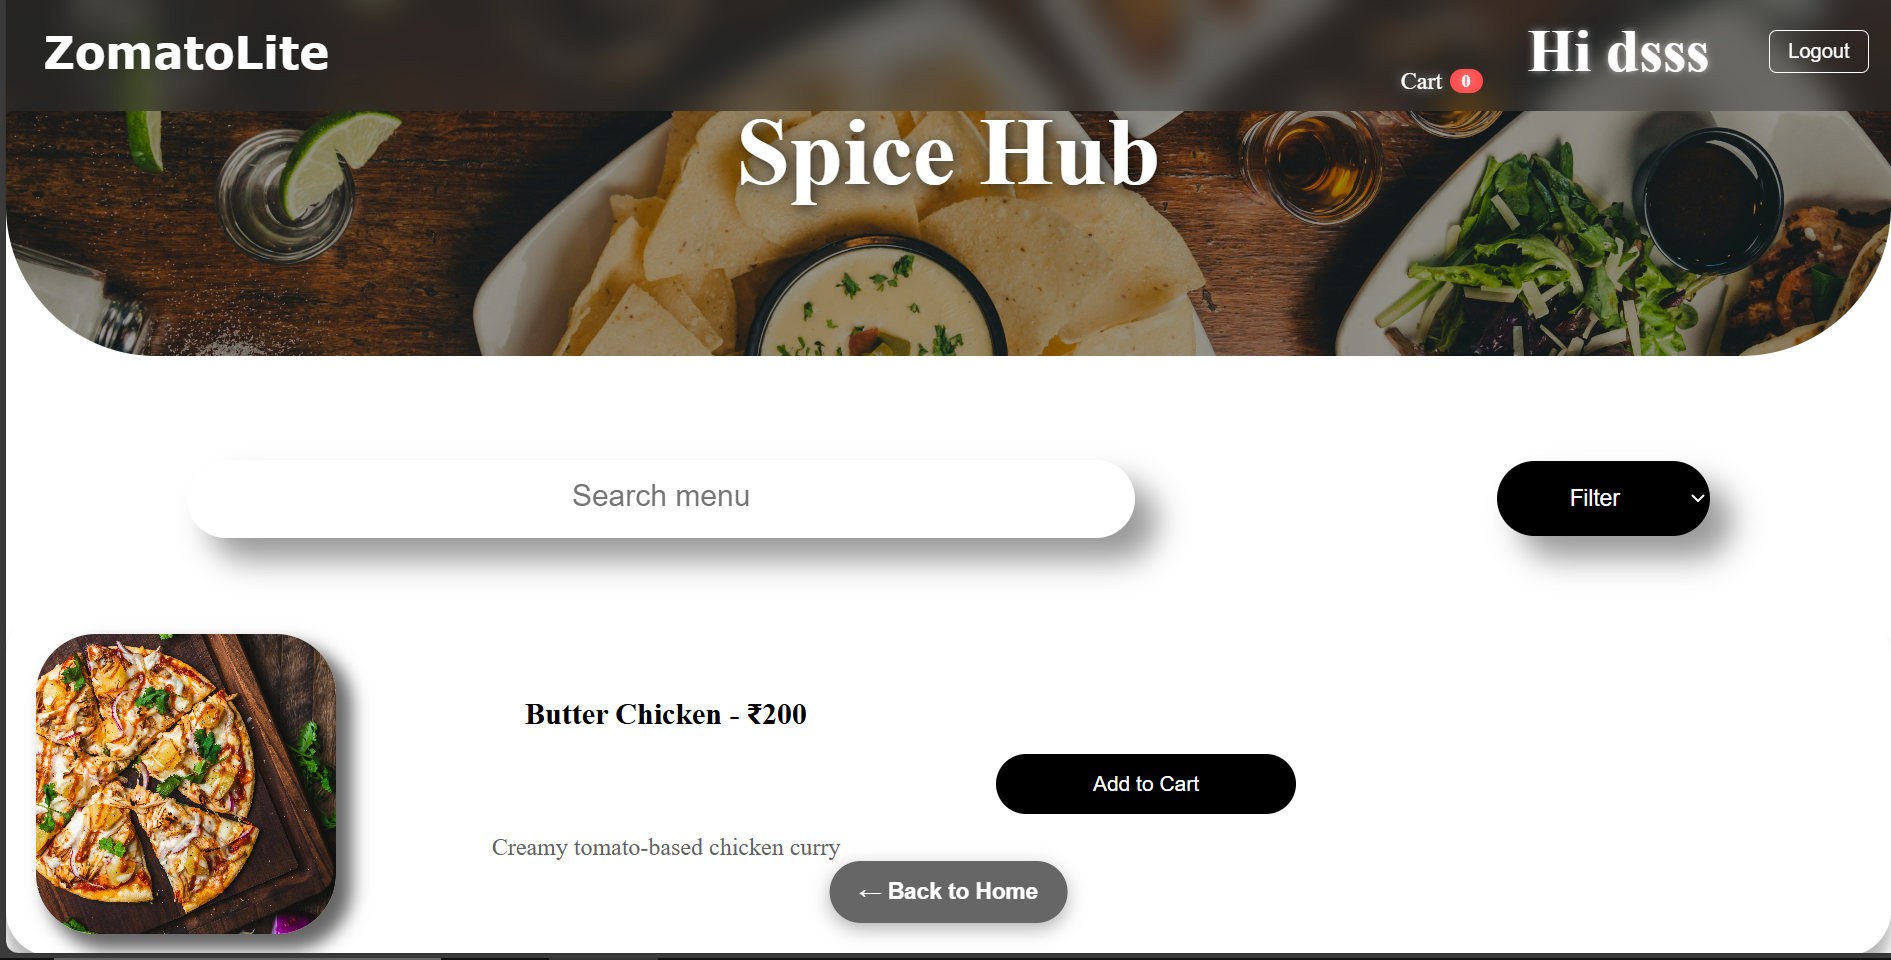 ZomatoLite
Cart 0
Hi dsss
Logout
Spice Hub
Search menu
Filter
Butter Chicken - ₹200
Add to Cart
Creamy tomato-based chicken curry
← Back to Home